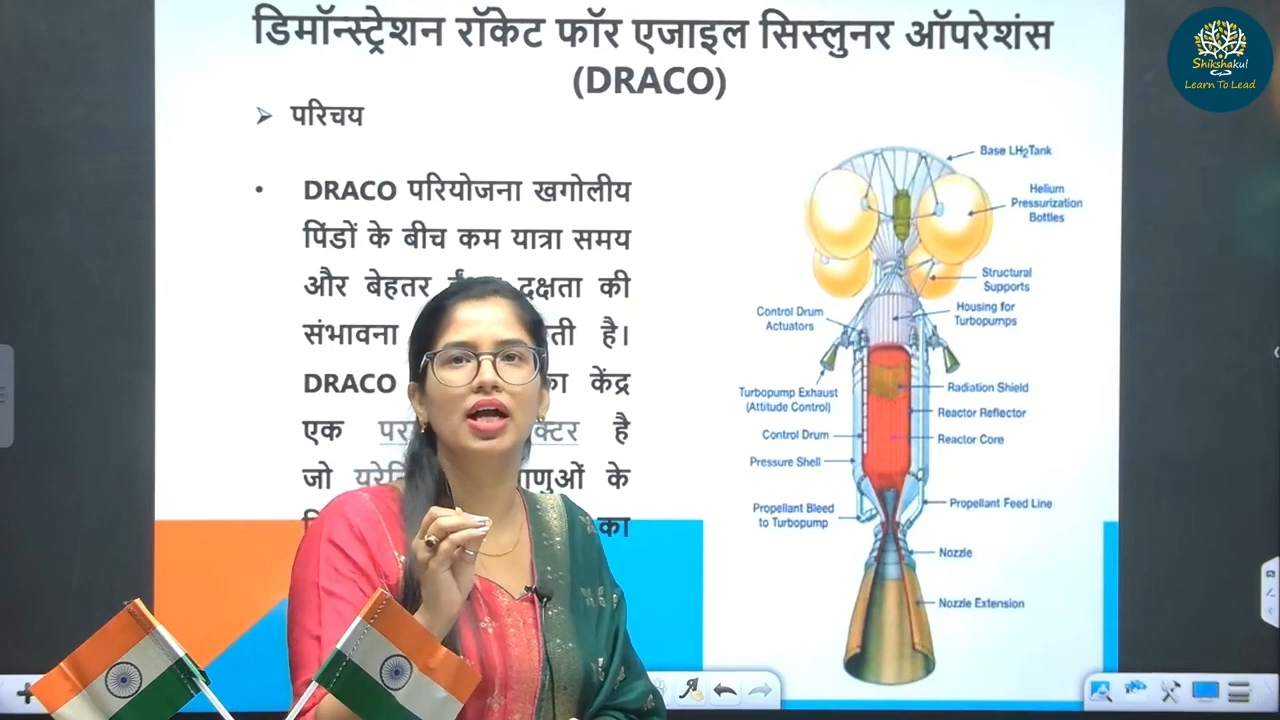 डिमॉन्स्ट्रेशन रॉकेट फॉर एजाइल सिस्लुनर ऑपरेशंस
(DRACO)
परिचय
DRACO परियोजना खगोलीय
पिंडों के बीच कम यात्रा समय
और बेहतर दक्षता की
संभावना है।
DRACO केंद्र
एक है
जो के
का
Base LH2 Tank
Helium
Pressurization
Bottles
Structural
Supports
Housing for
Turbopumps
Control Drum
Actuators
Turbopump Exhaust
(Attitude Control)
Radiation Shield
Reactor Reflector
Control Drum
Reactor Core
Pressure Shell
Propellant Bleed
to Turbopump
Propellant Feed Line
Nozzle
Nozzle Extension
Shikshakul
Learn To Lead